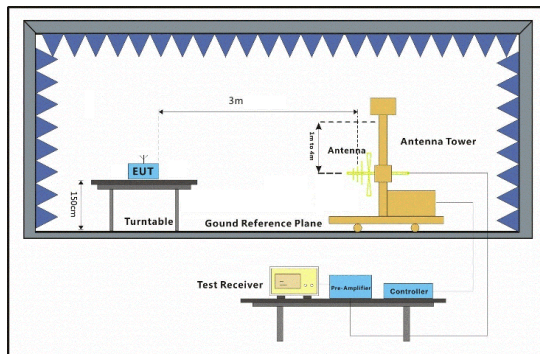 3m
1m to 4m
Antenna
Antenna Tower
EUT
150cm
Turntable
Gound Reference Plane
Test Receiver
Pre-Amplifier
Controller